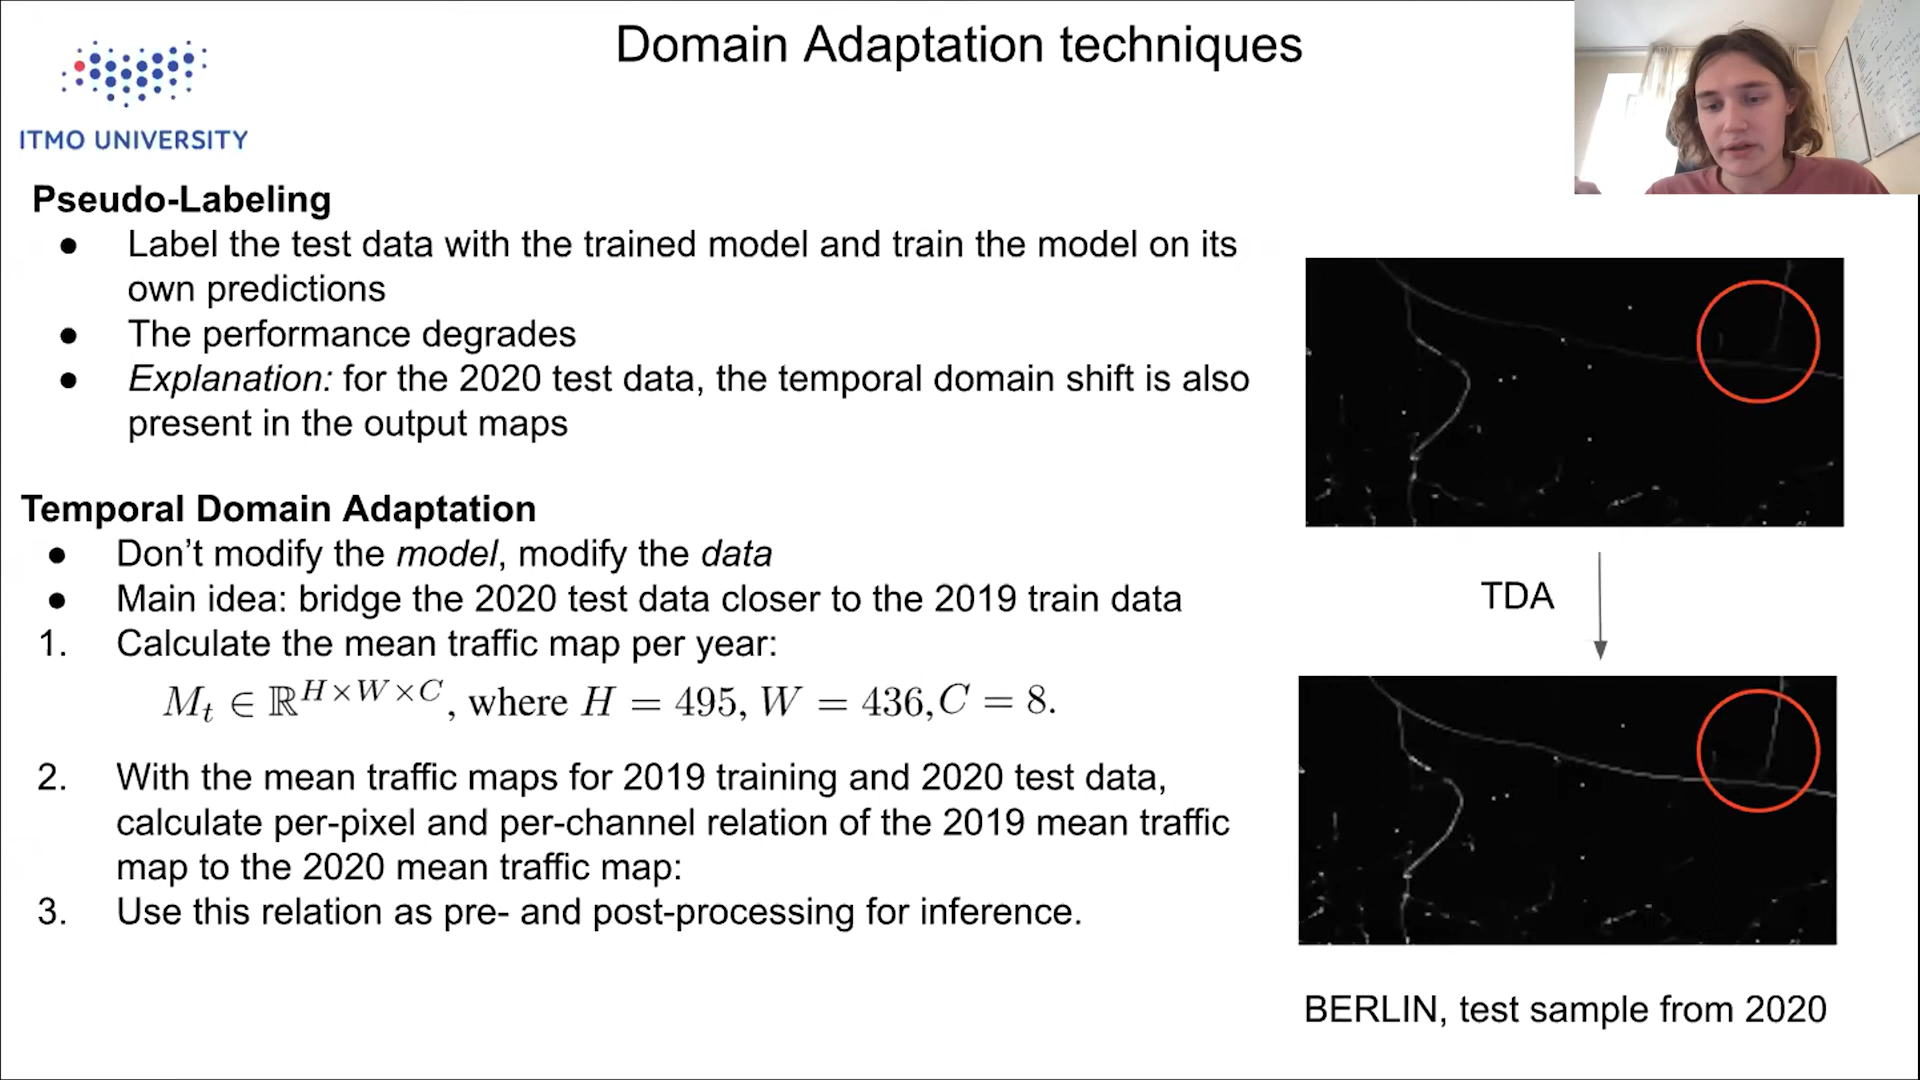 Domain Adaptation techniques
ITMO UNIVERSITY
Pseudo-Labeling
● Label the test data with the trained model and train the model on its
own predictions
● The performance degrades
● Explanation: for the 2020 test data, the temporal domain shift is also
present in the output maps
Temporal Domain Adaptation
● Don’t modify the model, modify the data
● Main idea: bridge the 2020 test data closer to the 2019 train data
1. Calculate the mean traffic map per year:
M_t ∈ ℝ^{H×W×C}, where H = 495, W = 436, C = 8.
2. With the mean traffic maps for 2019 training and 2020 test data,
calculate per-pixel and per-channel relation of the 2019 mean traffic
map to the 2020 mean traffic map:
3. Use this relation as pre- and post-processing for inference.
TDA
BERLIN, test sample from 2020